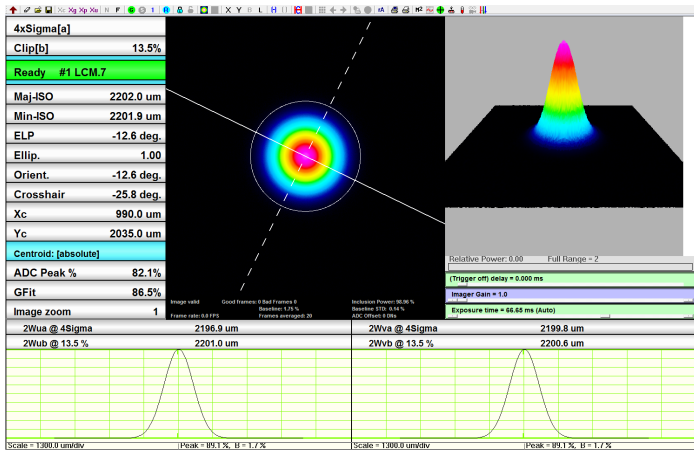 Xc Xg Xp Xe N F G S 1 X Y B L rA M²
4xSigma[a]
Clip[b] 13.5%
Ready #1 LCM.7
Maj-ISO 2202.0 um
Min-ISO 2201.9 um
ELP -12.6 deg.
Ellip. 1.00
Orient. -12.6 deg.
Crosshair -25.8 deg.
Xc 990.0 um
Yc 2035.0 um
Centroid: [absolute]
ADC Peak % 82.1%
GFit 86.5%
Image zoom 1
Image valid Good frames: 0 Bad Frames 0 Inclusion Power: 98.96 %
Baseline: 1.75 % Baseline STD: 0.14 %
Frame rate: 0.0 FPS Frames averaged: 20 ADC Offset: 0 DNs
Relative Power: 0.00 Full Range = 2
(Trigger off) delay = 0.000 ms
Imager Gain = 1.0
Exposure time = 66.65 ms (Auto)
2Wua @ 4Sigma 2196.9 um
2Wub @ 13.5 % 2201.0 um
2Wva @ 4Sigma 2199.8 um
2Wvb @ 13.5 % 2200.6 um
Scale = 1300.0 um/div Peak = 89.1 %, B = 1.7 %
Scale = 1300.0 um/div Peak = 89.1 %, B = 1.7 %